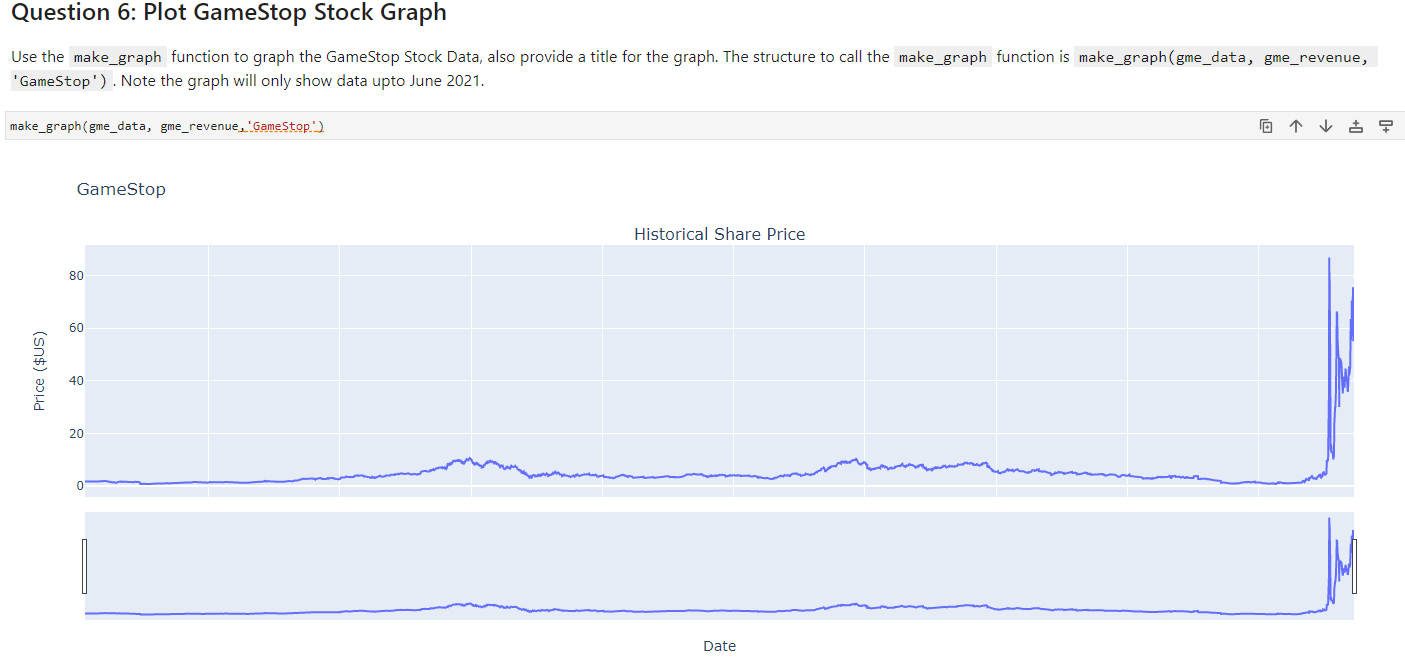 Question 6: Plot GameStop Stock Graph
Use the make_graph function to graph the GameStop Stock Data, also provide a title for the graph. The structure to call the make_graph function is make_graph(gme_data, gme_revenue,
'GameStop'). Note the graph will only show data upto June 2021.
make_graph(gme_data, gme_revenue,'GameStop')
GameStop
Historical Share Price
80
60
40
20
0
Price ($US)
Date